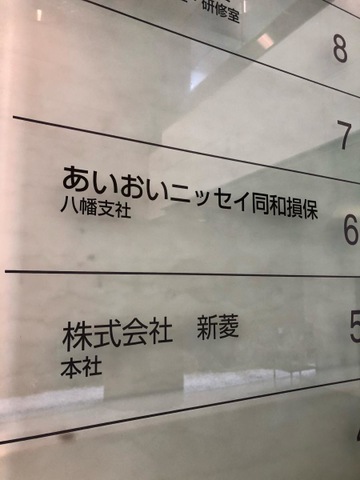 研修室
8
7
あいおいニッセイ同和損保
八幡支社
6
株式会社　新菱
本社
5